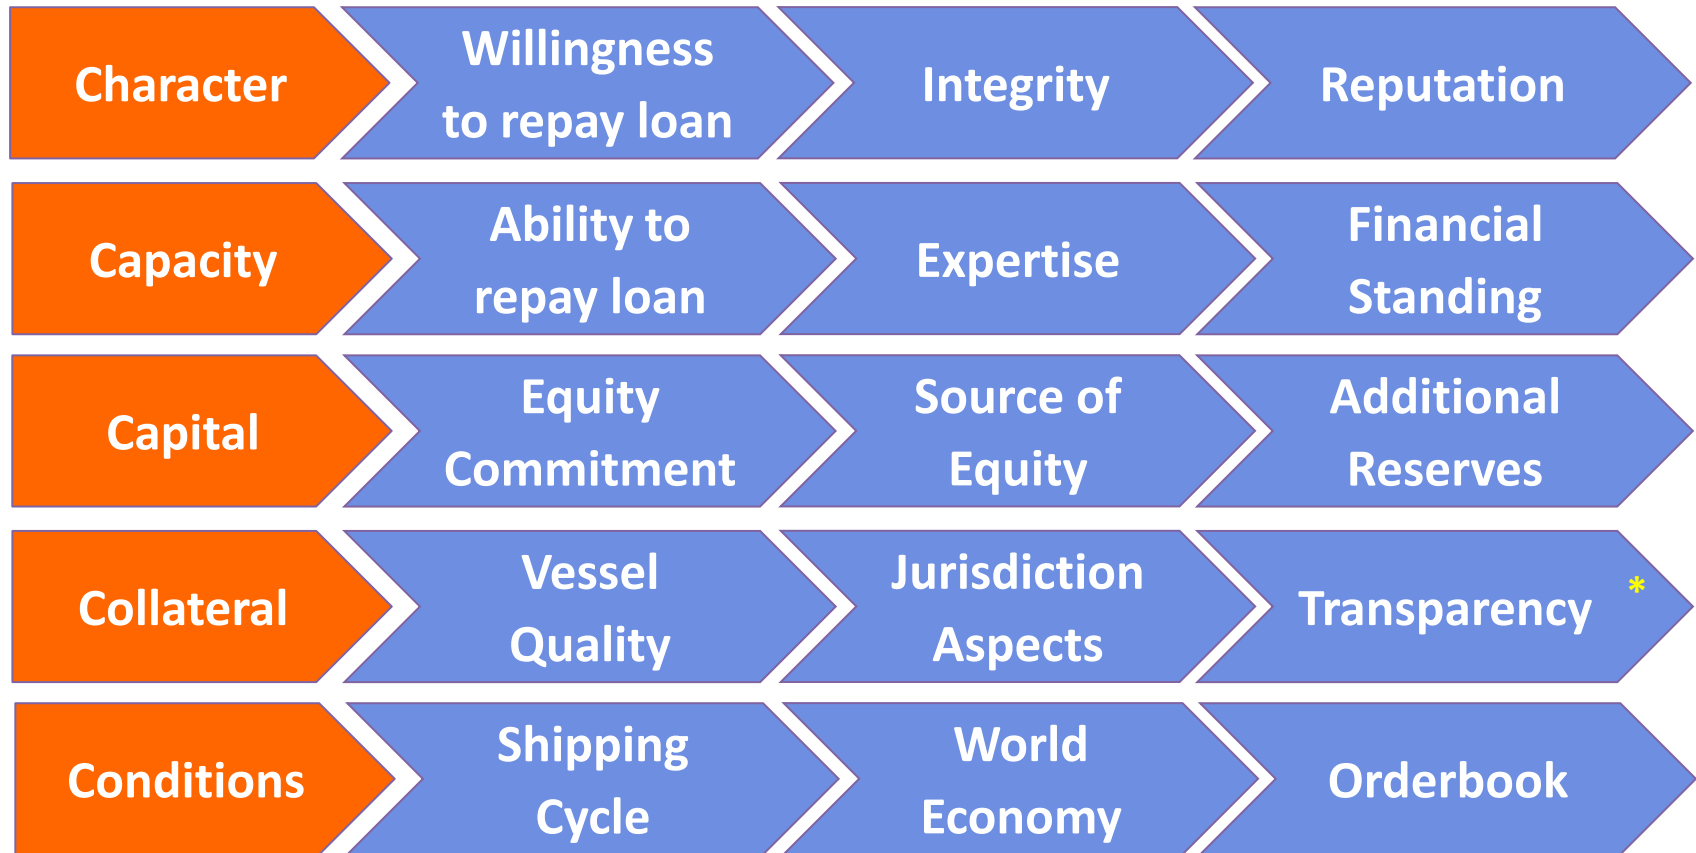 Character
Willingness
to repay loan
Integrity
Reputation
Capacity
Ability to
repay loan
Expertise
Financial
Standing
Capital
Equity
Commitment
Source of
Equity
Additional
Reserves
Collateral
Vessel
Quality
Jurisdiction
Aspects
Transparency *
Conditions
Shipping
Cycle
World
Economy
Orderbook